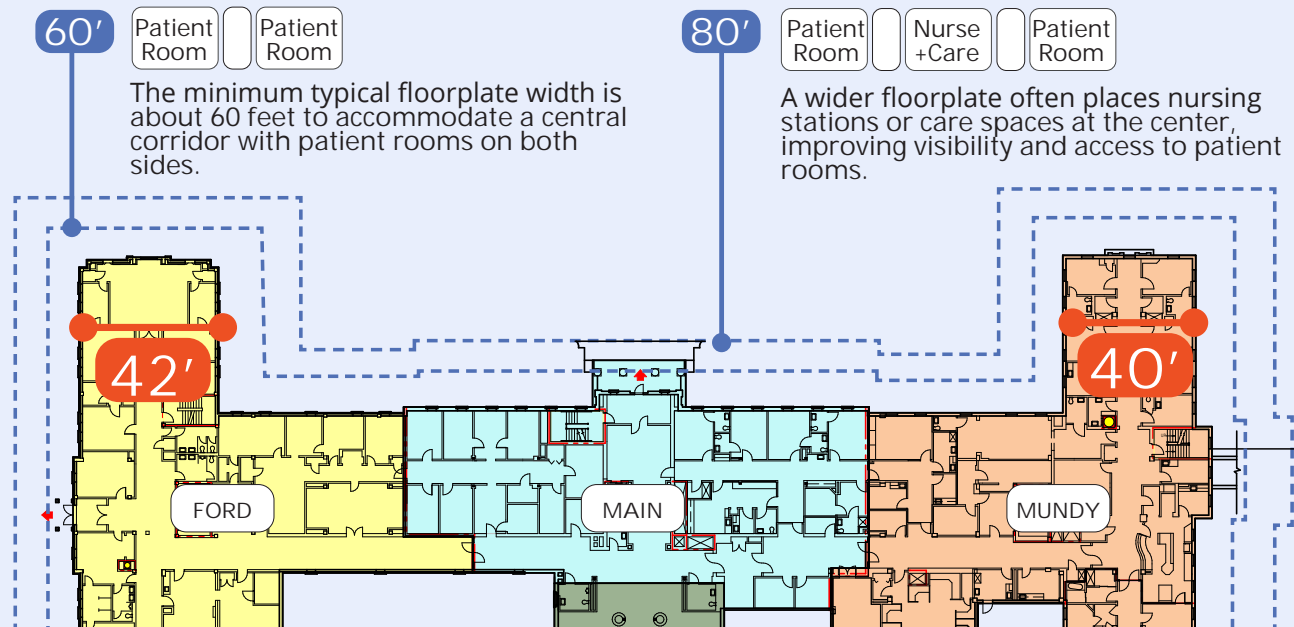 60’
Patient
Room
Patient
Room
The minimum typical floorplate width is
about 60 feet to accommodate a central
corridor with patient rooms on both
sides.
80’
Patient
Room
Nurse
+Care
Patient
Room
A wider floorplate often places nursing
stations or care spaces at the center,
improving visibility and access to patient
rooms.
42’
40’
FORD
MAIN
MUNDY